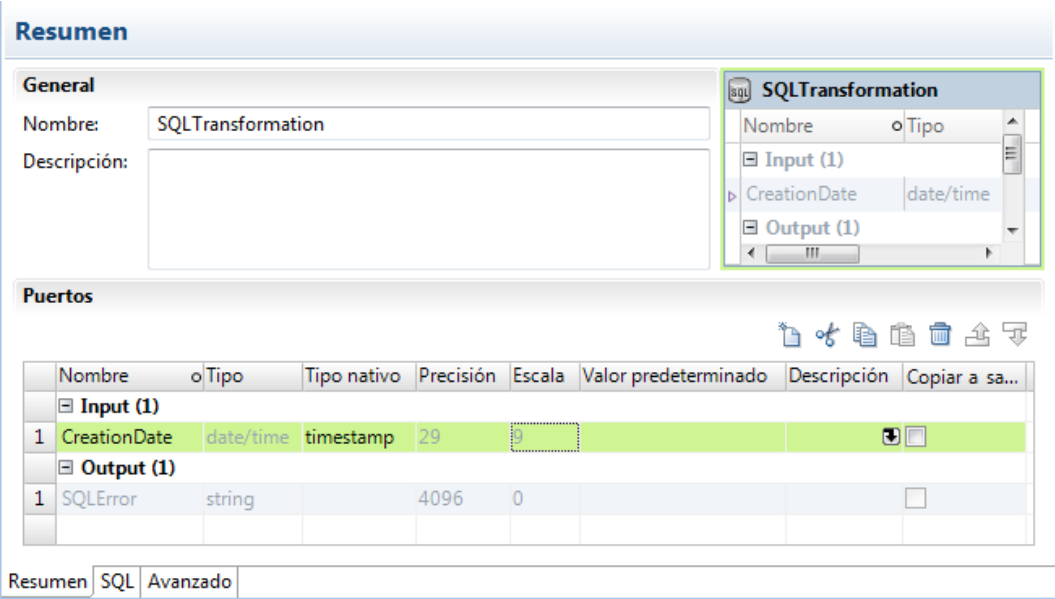 Resumen
General
Nombre: SQLTransformation
Descripción:
SQL SQLTransformation
Nombre Tipo
Input (1)
CreationDate date/time
Output (1)
Puertos
Nombre Tipo Tipo nativo Precisión Escala Valor predeterminado Descripción Copiar a sa...
Input (1)
1 CreationDate date/time timestamp 29 9
Output (1)
1 SQLError string 4096 0
Resumen SQL Avanzado